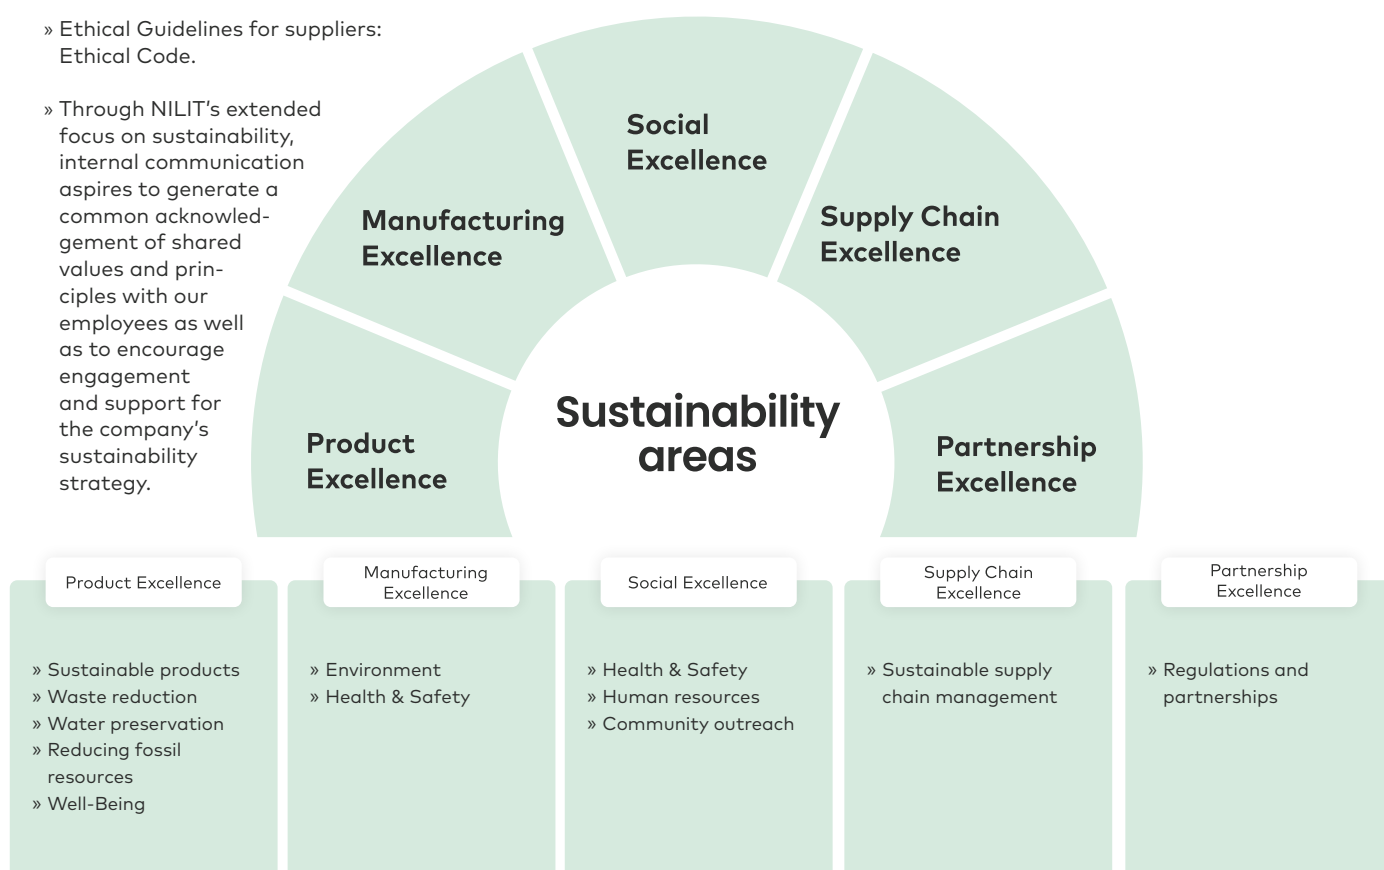 » Ethical Guidelines for suppliers:
Ethical Code.
» Through NILIT’s extended
focus on sustainability,
internal communication
aspires to generate a
common acknowled-
gement of shared
values and prin-
ciples with our
employees as well
as to encourage
engagement
and support for
the company’s
sustainability
strategy.
Social
Excellence
Manufacturing
Excellence
Supply Chain
Excellence
Product
Excellence
Sustainability
areas
Partnership
Excellence
Product Excellence
» Sustainable products
» Waste reduction
» Water preservation
» Reducing fossil
resources
» Well-Being
Manufacturing
Excellence
» Environment
» Health & Safety
Social Excellence
» Health & Safety
» Human resources
» Community outreach
Supply Chain
Excellence
» Sustainable supply
chain management
Partnership
Excellence
» Regulations and
partnerships